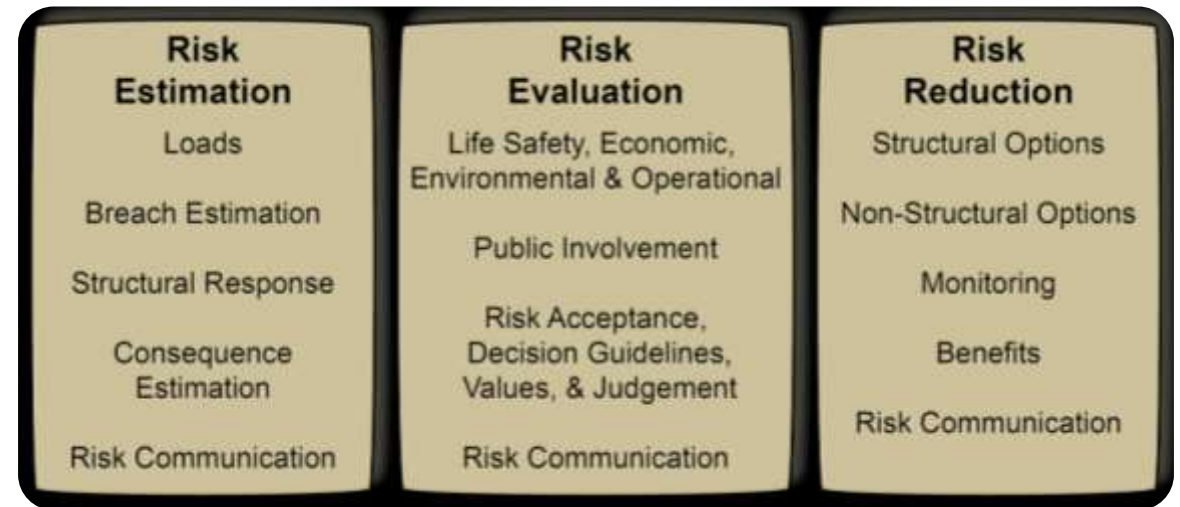 Risk
Estimation
Loads
Breach Estimation
Structural Response
Consequence
Estimation
Risk Communication
Risk
Evaluation
Life Safety, Economic,
Environmental & Operational
Public Involvement
Risk Acceptance,
Decision Guidelines,
Values, & Judgement
Risk Communication
Risk
Reduction
Structural Options
Non-Structural Options
Monitoring
Benefits
Risk Communication